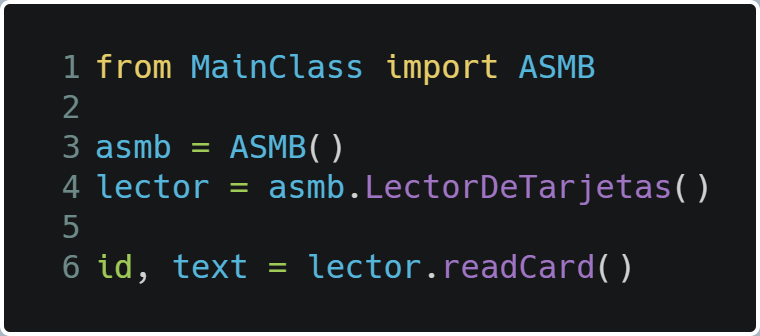 1 from MainClass import ASMB
2
3 asmb = ASMB()
4 lector = asmb.LectorDeTarjetas()
5
6 id, text = lector.readCard()